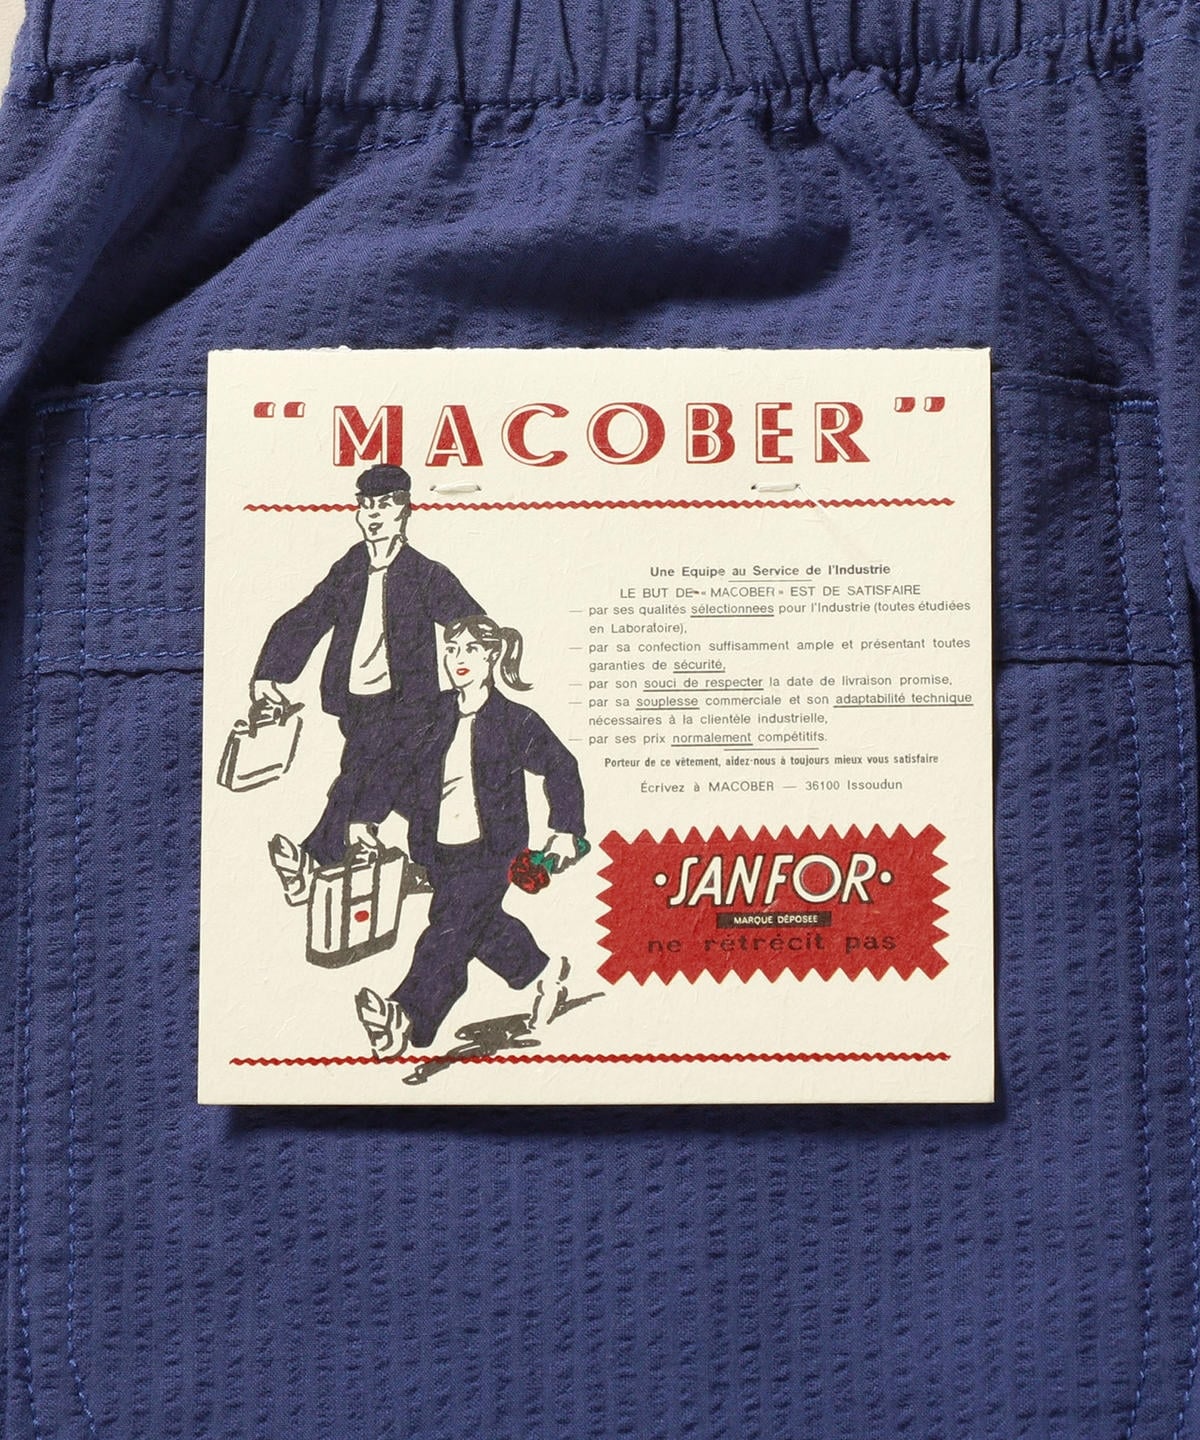 “MACOBER”
Une Equipe au Service de l'Industrie
LE BUT DE « MACOBER » EST DE SATISFAIRE
— par ses qualités sélectionnees pour l'Industrie (toutes étudiées
en Laboratoire),
— par sa confection suffisamment ample et présentant toutes
garanties de sécurité,
— par son souci de respecter la date de livraison promise,
— par sa souplesse commerciale et son adaptabilité technique
nécessaires à la clientèle industrielle,
— par ses prix normalement compétitifs.
Porteur de ce vêtement, aidez-nous à toujours mieux vous satisfaire
Écrivez à MACOBER — 36100 Issoudun
•SANFOR•
MARQUE DÉPOSEE
ne retrécit pas